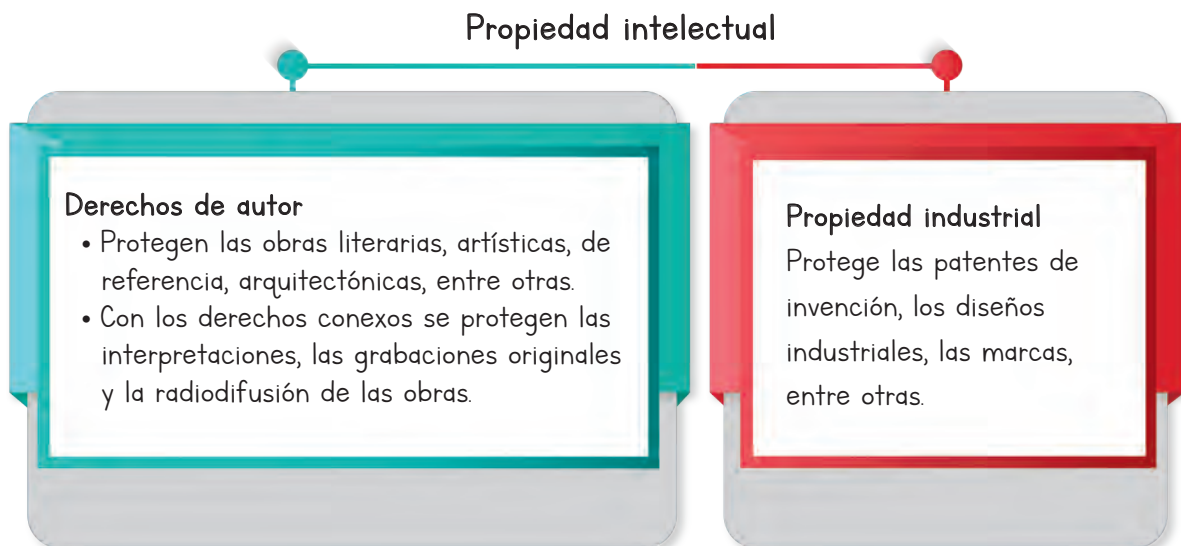 Propiedad intelectual
Derechos de autor
• Protegen las obras literarias, artísticas, de
referencia, arquitectónicas, entre otras.
• Con los derechos conexos se protegen las
interpretaciones, las grabaciones originales
y la radiodifusión de las obras.
Propiedad industrial
Protege las patentes de
invención, los diseños
industriales, las marcas,
entre otras.